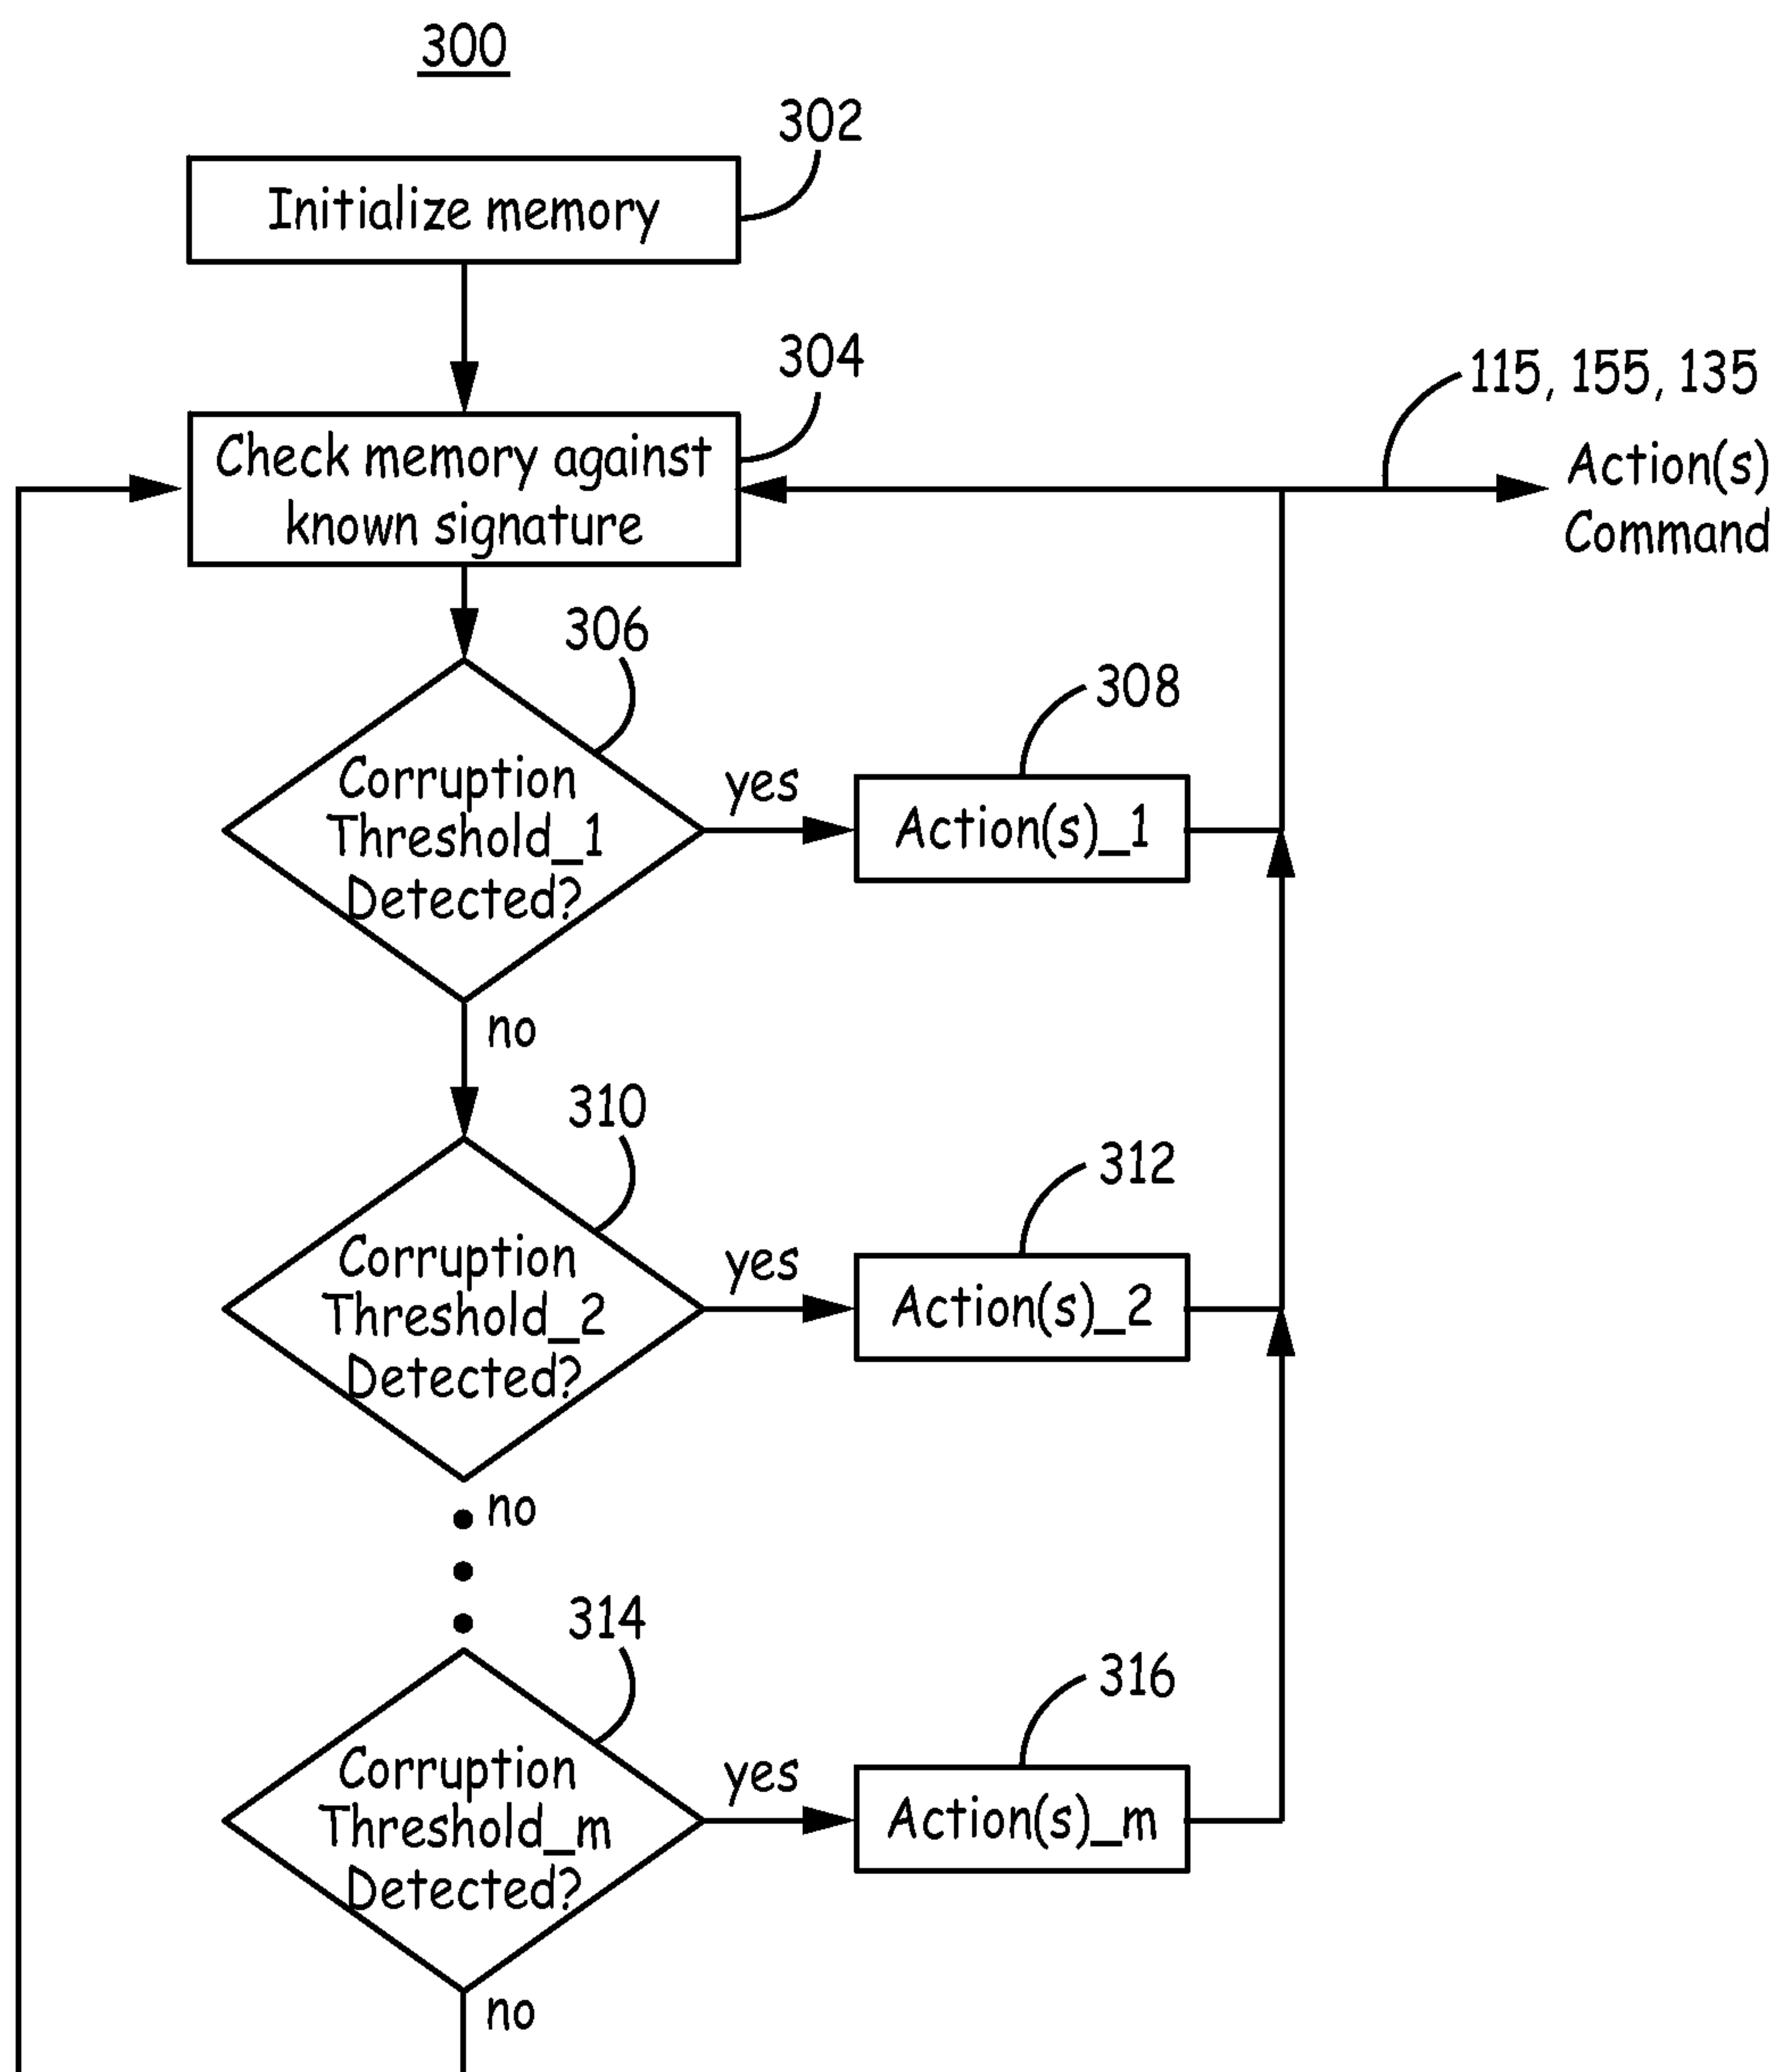 300
302
Initialize memory
304
Check memory against
known signature
115, 155, 135
Action(s)
Command
306
Corruption
Threshold_1
Detected?
yes
308
Action(s)_1
no
310
Corruption
Threshold_2
Detected?
yes
312
Action(s)_2
no
314
Corruption
Threshold_m
Detected?
yes
316
Action(s)_m
no